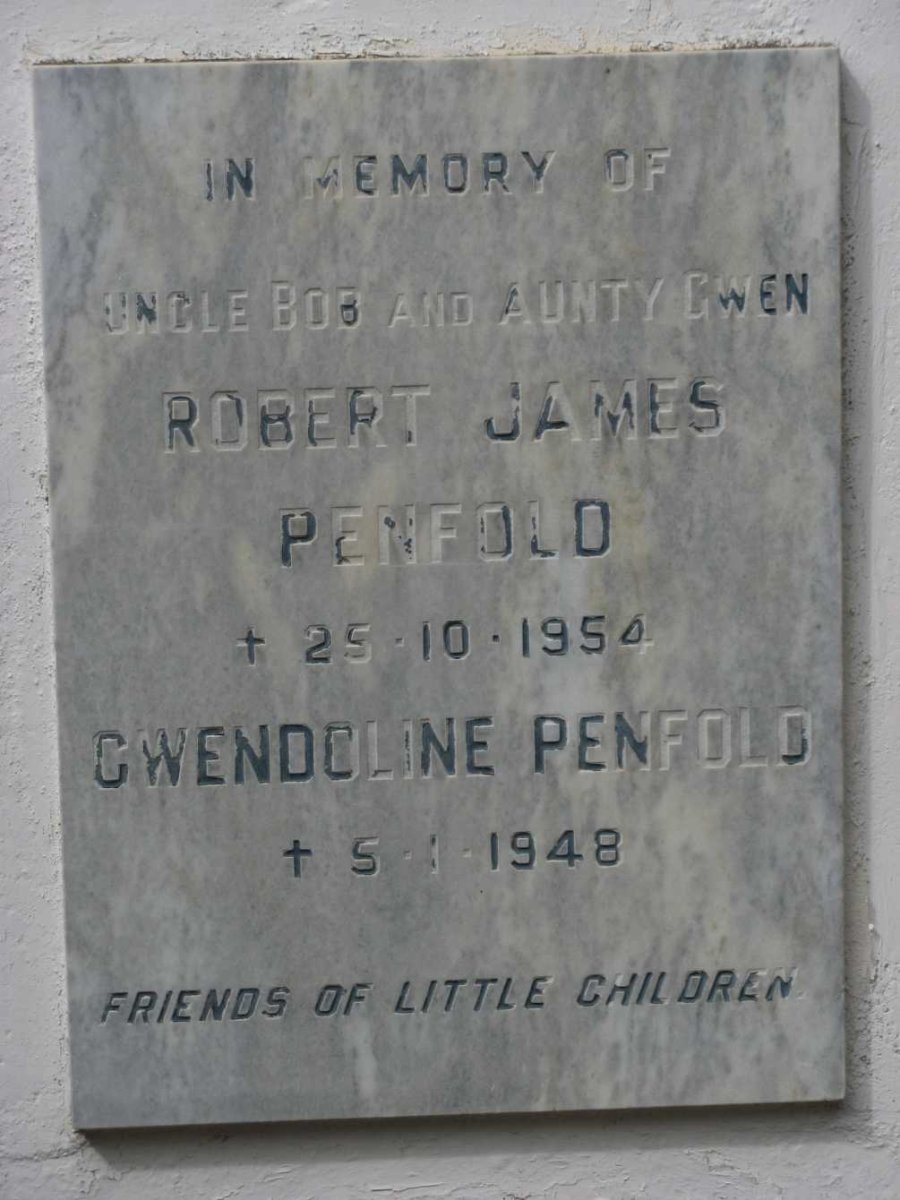 IN MEMORY OF
UNCLE BOB AND AUNTY GWEN
ROBERT JAMES
PENFOLD
✝ 25·10·1954
GWENDOLINE PENFOLD
✝ 5·1·1948
FRIENDS OF LITTLE CHILDREN.